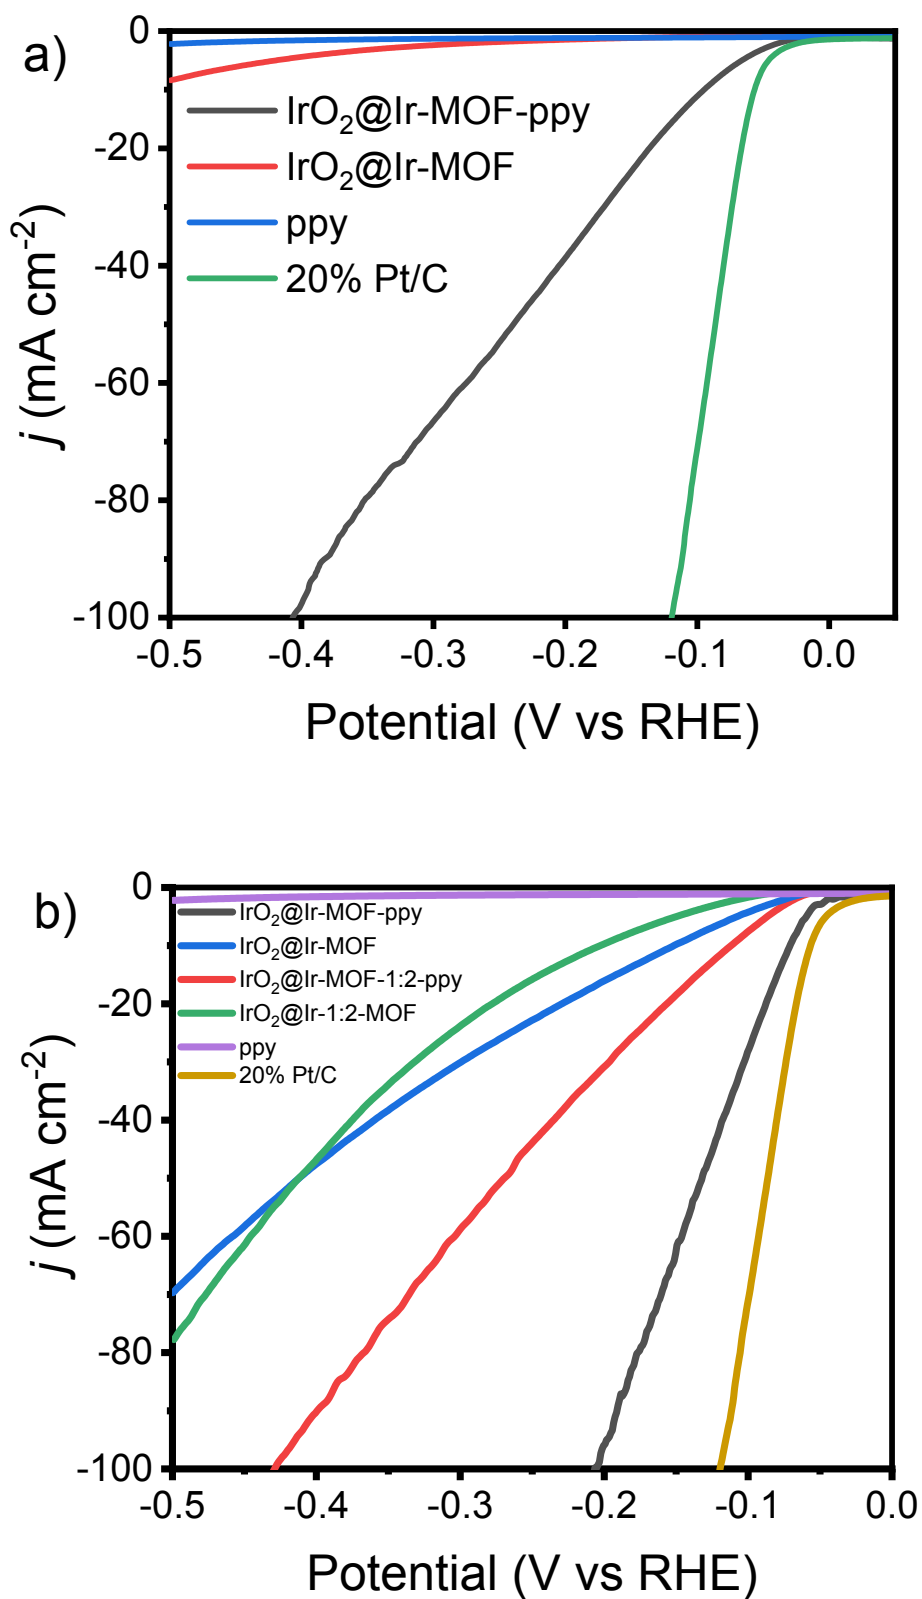 a)
0
-20
-40
-60
-80
-100
j (mA cm⁻²)
IrO₂@Ir-MOF-ppy
IrO₂@Ir-MOF
ppy
20% Pt/C
-0.5 -0.4 -0.3 -0.2 -0.1 0.0
Potential (V vs RHE)
b)
0
-20
-40
-60
-80
-100
j (mA cm⁻²)
IrO₂@Ir-MOF-ppy
IrO₂@Ir-MOF
IrO₂@Ir-MOF-1:2-ppy
IrO₂@Ir-1:2-MOF
ppy
20% Pt/C
-0.5 -0.4 -0.3 -0.2 -0.1 0.0
Potential (V vs RHE)